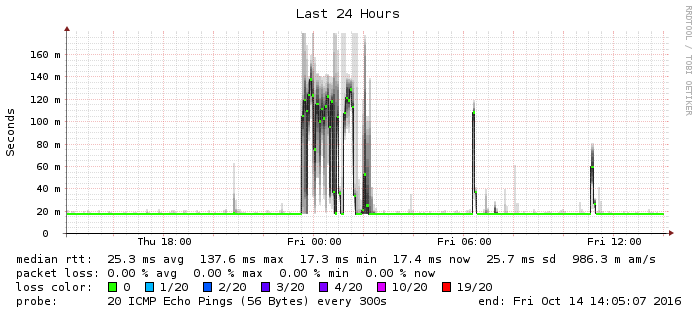 Last 24 Hours
RRDTOOL / TOBI OETIKER
Seconds
160 m
140 m
120 m
100 m
80 m
60 m
40 m
20 m
0
Thu 18:00 Fri 00:00 Fri 06:00 Fri 12:00
median rtt: 25.3 ms avg 137.6 ms max 17.3 ms min 17.4 ms now 25.7 ms sd 986.3 m am/s
packet loss: 0.00 % avg 0.00 % max 0.00 % min 0.00 % now
loss color: 0 1/20 2/20 3/20 4/20 10/20 19/20
probe: 20 ICMP Echo Pings (56 Bytes) every 300s end: Fri Oct 14 14:05:07 2016